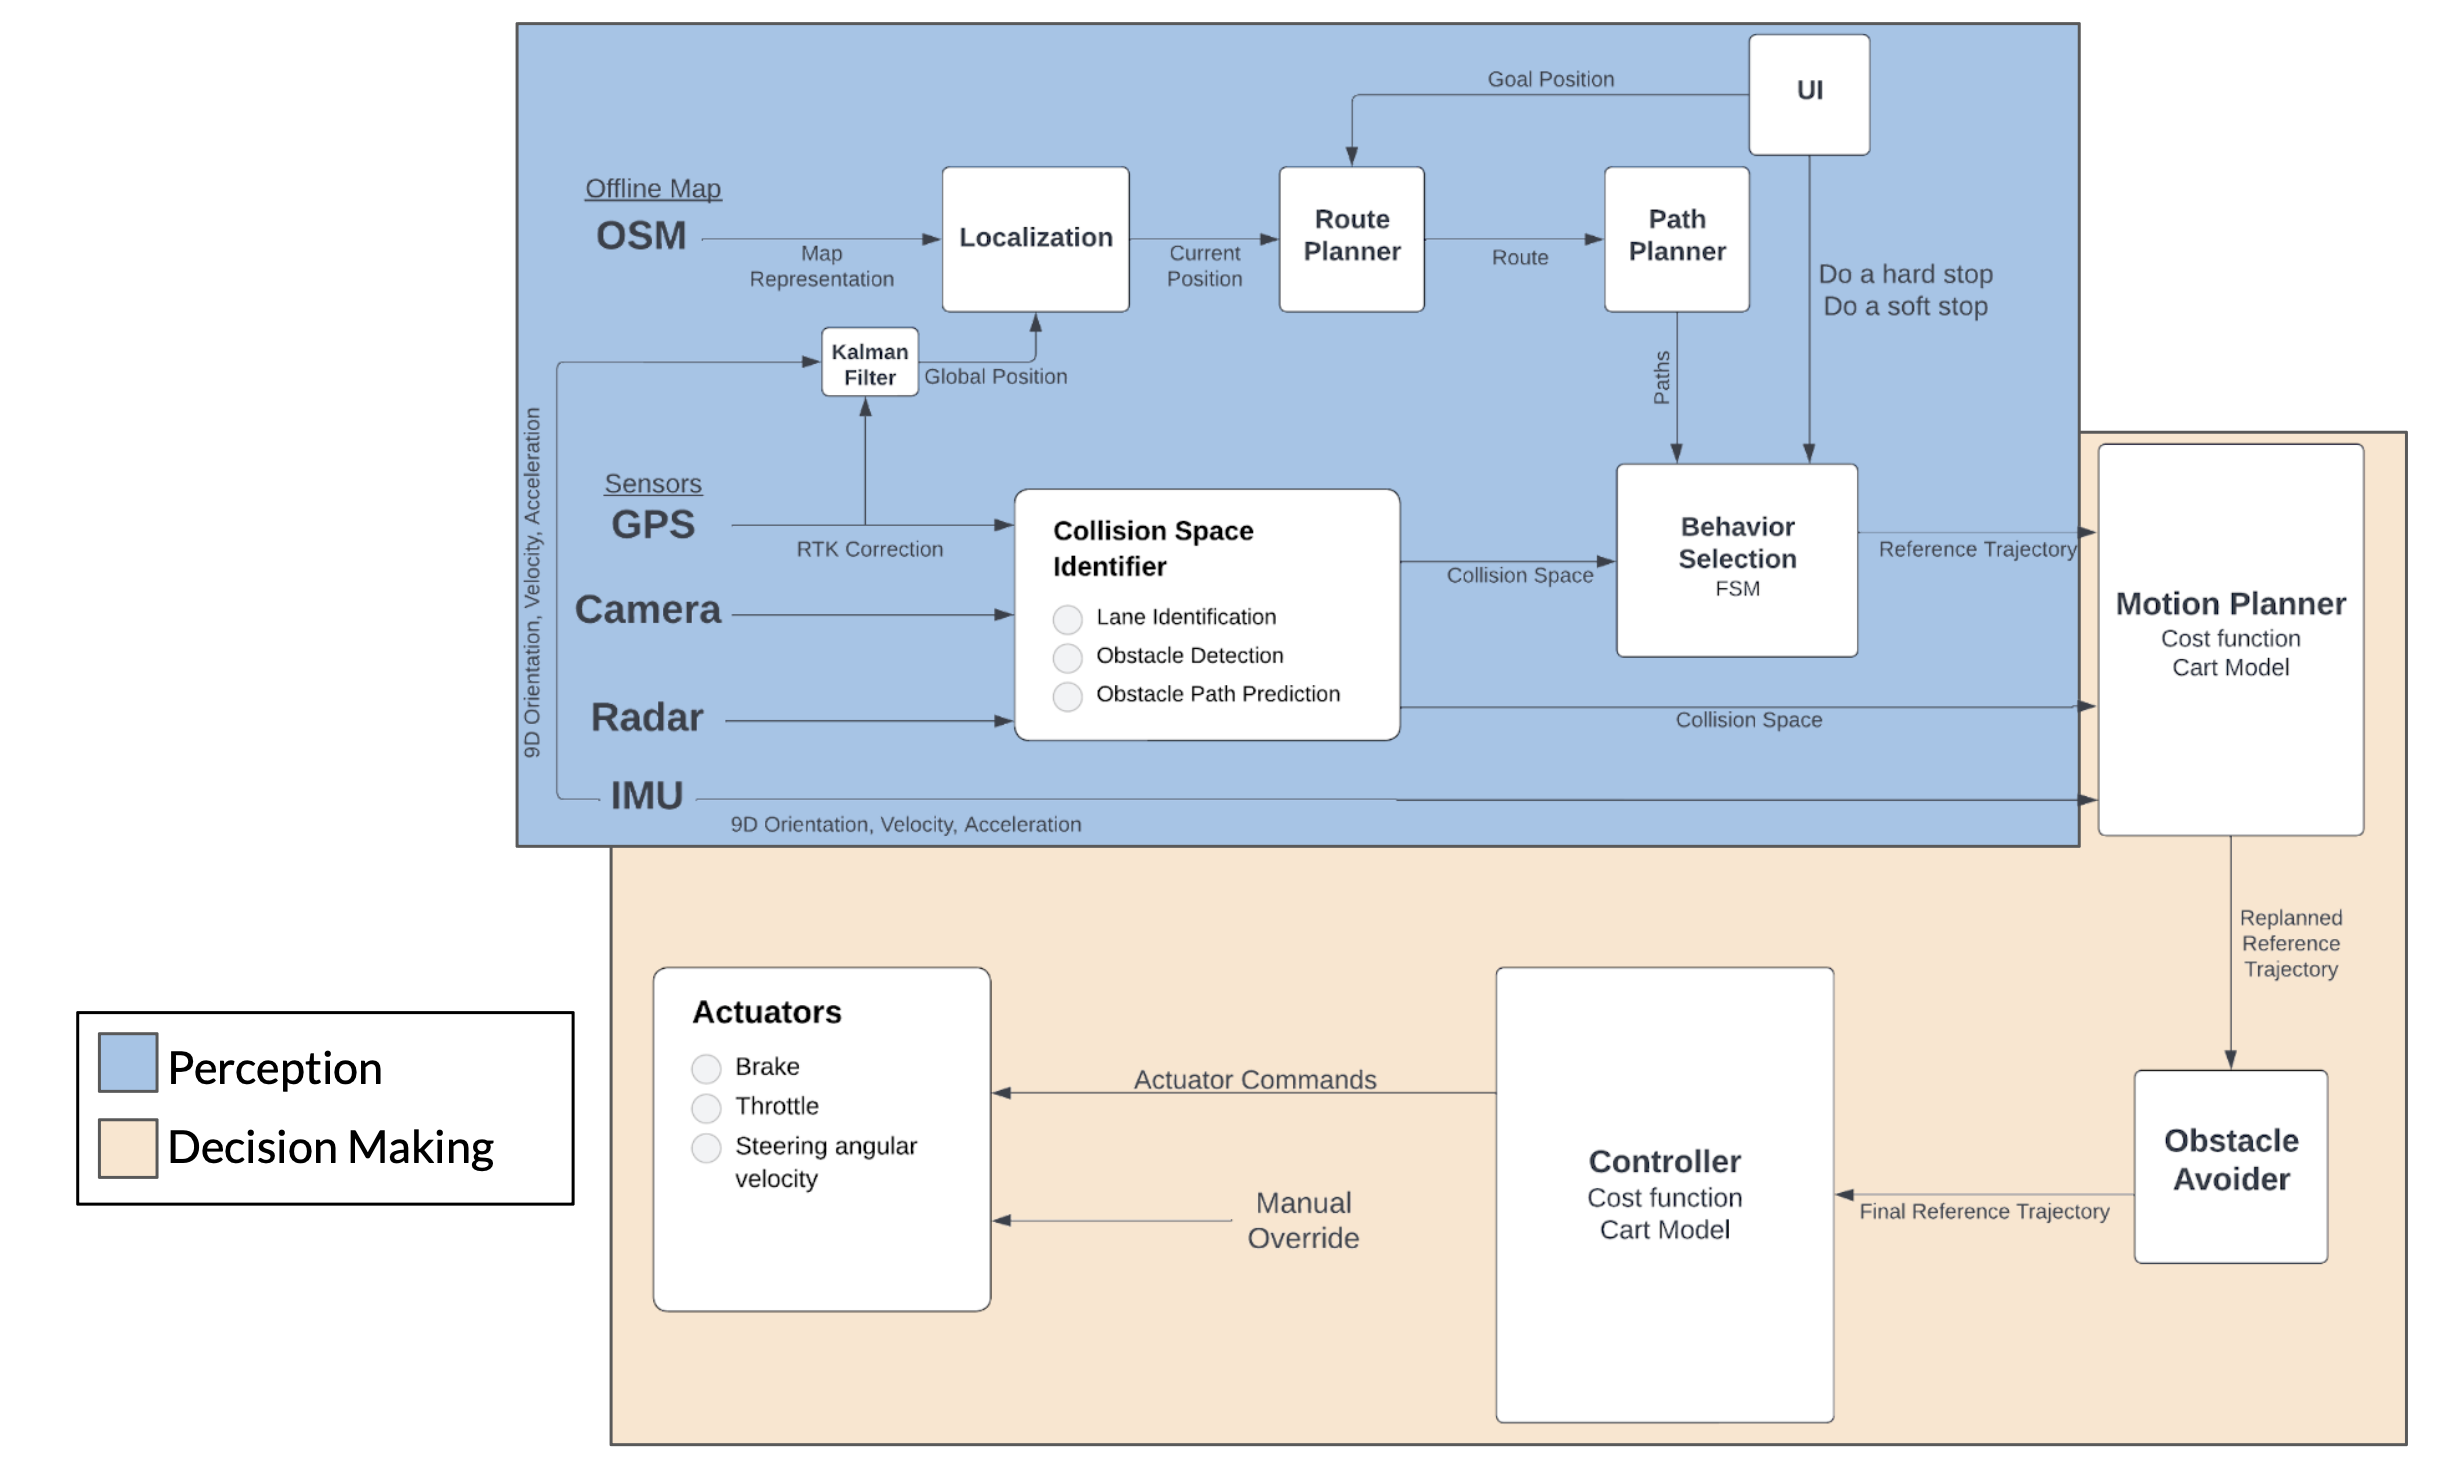 UI
Goal Position
Offline Map
OSM
Map
Representation
Localization
Current
Position
Route
Planner
Route
Path
Planner
Do a hard stop
Do a soft stop
Kalman
Filter
Global Position
Paths
9D Orientation, Velocity, Acceleration
Sensors
GPS
RTK Correction
Camera
Radar
IMU
9D Orientation, Velocity, Acceleration
Collision Space
Identifier
Lane Identification
Obstacle Detection
Obstacle Path Prediction
Collision Space
Behavior
Selection
FSM
Reference Trajectory
Collision Space
Motion Planner
Cost function
Cart Model
Replanned
Reference
Trajectory
Obstacle
Avoider
Final Reference Trajectory
Controller
Cost function
Cart Model
Actuator Commands
Manual
Override
Actuators
Brake
Throttle
Steering angular
velocity
Perception
Decision Making